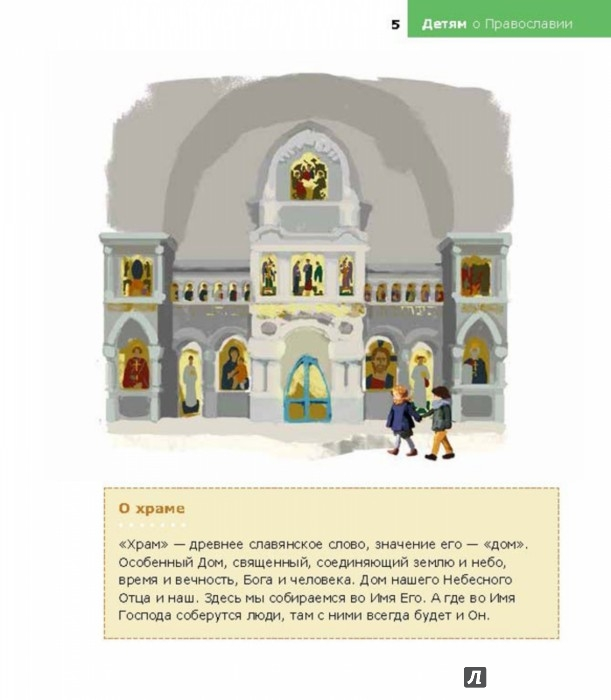 5 Детям о Православии
О храме
«Храм» — древнее славянское слово, значение его — «дом».
Особенный Дом, священный, соединяющий землю и небо,
время и вечность, Бога и человека. Дом нашего Небесного
Отца и наш. Здесь мы собираемся во Имя Его. А где во Имя
Господа соберутся люди, там с ними всегда будет и Он.
Л